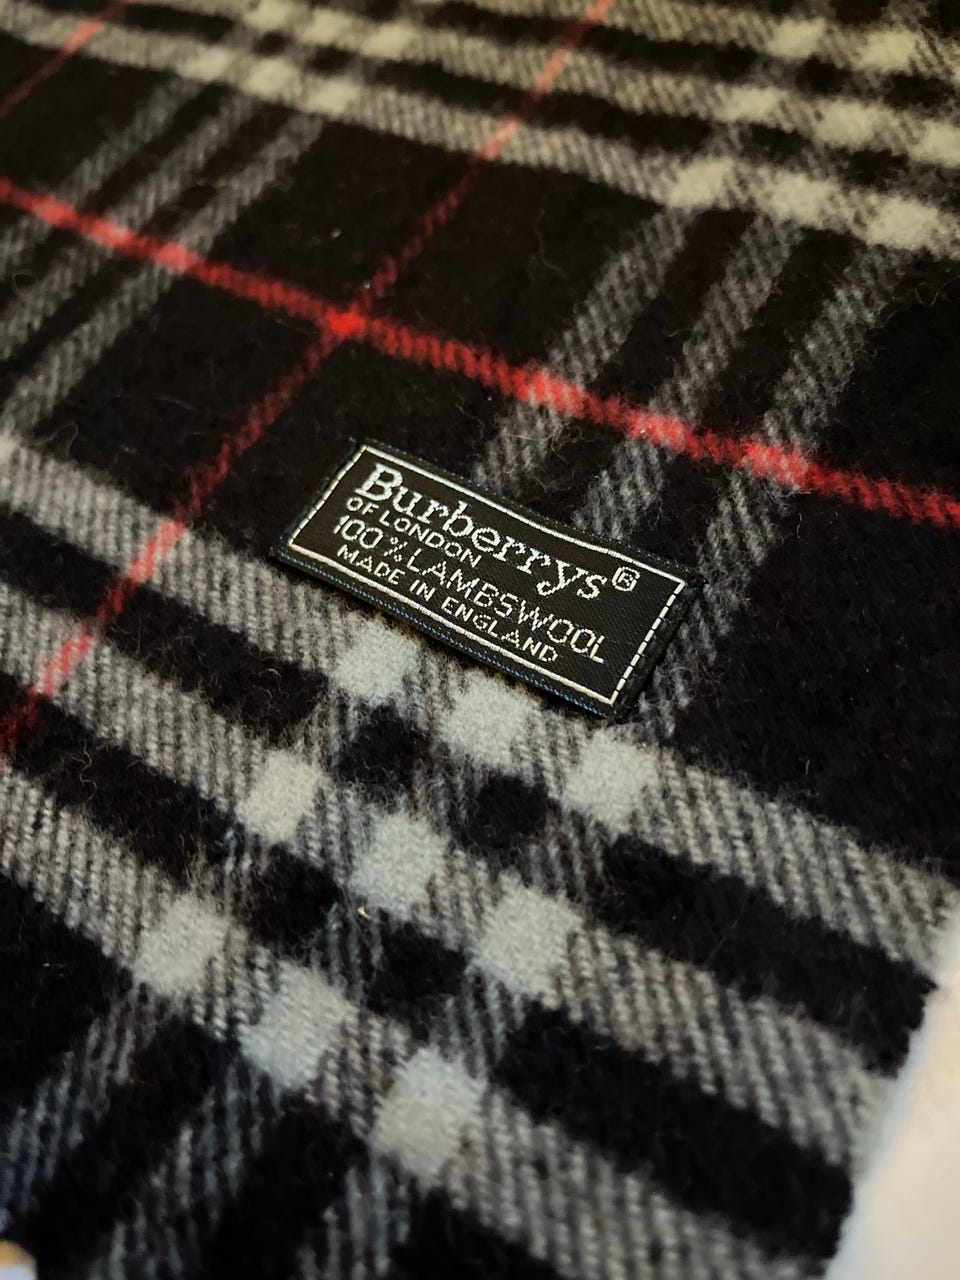 Burberrys®
OF LONDON
100% LAMBSWOOL
MADE IN ENGLAND